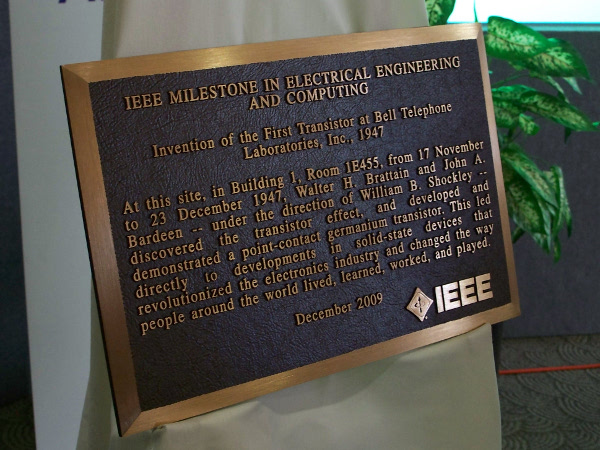 IEEE MILESTONE IN ELECTRICAL ENGINEERING
AND COMPUTING
Invention of the First Transistor at Bell Telephone
Laboratories, Inc., 1947
At this site, in Building 1, Room 1E455, from 17 November
to 23 December 1947, Walter H. Brattain and John A.
Bardeen -- under the direction of William B. Shockley --
discovered the transistor effect, and developed and
demonstrated a point-contact germanium transistor. This led
directly to developments in solid-state devices that
revolutionized the electronics industry and changed the way
people around the world lived, learned, worked, and played.
December 2009
IEEE